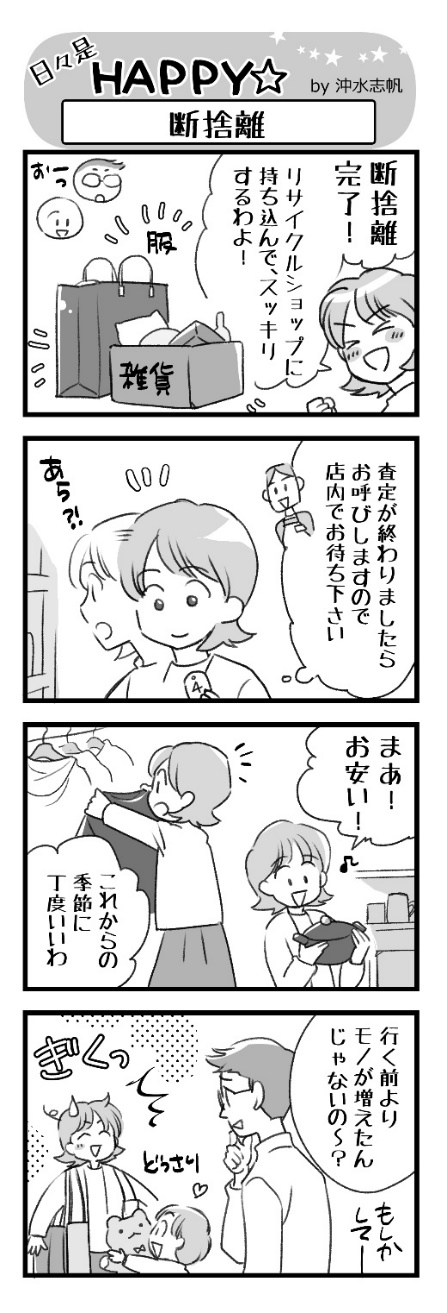 日々是
HAPPY☆
by 沖水志帆
断捨離
断捨離
完了!
リサイクルショップに
持ち込んで、スッキリ
するわよ!
おーっ
服
雑貨
査定が終わりましたら
お呼びしますので
店内でお待ち下さい
あら?!
4
まあ!
お安い!
♪
これからの
季節に
丁度いいわ
行く前より
モノが増えたん
じゃないの〜?
もしか
してー
ぎくっ
どっさり